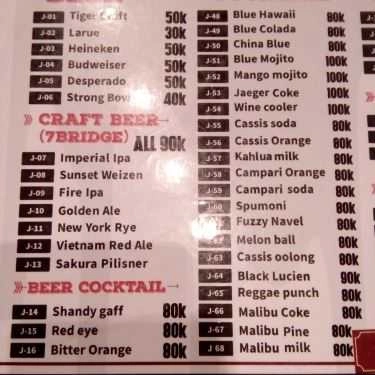 J-01 Tiger Craft 50k
J-02 Larue 30k
J-03 Heineken 50k
J-04 Budweiser 50k
J-05 Desperado 50k
J-06 Strong Bow 40k
CRAFT BEER
(7BRIDGE) ALL 90k
J-07 Imperial Ipa
J-08 Sunset Weizen
J-09 Fire Ipa
J-10 Golden Ale
J-11 New York Rye
J-12 Vietnam Red Ale
J-13 Sakura Pilisner
BEER COCKTAIL
J-14 Shandy gaff 80k
J-15 Red eye 80k
J-16 Bitter Orange 80k
J-48 Blue Hawaii 80k
J-49 Blue Colada 80k
J-50 China Blue 80k
J-51 Blue Mojito 100k
J-52 Mango mojito 100k
J-53 Jaeger Coke 100k
J-54 Wine cooler 100k
J-55 Cassis soda 80k
J-56 Cassis Orange 80k
J-57 Kahlua milk 80k
J-58 Campari Orange 80k
J-59 Campari soda 80k
J-60 Spumoni 80k
Fuzzy Navel 80k
J-62 Melon ball 80k
J-63 Cassis oolong 80k
J-64 Black Lucien 90k
J-65 Reggae punch 80k
J-66 Malibu Coke 80k
J-67 Malibu Pine 80k
J 68 Malibu milk 80k